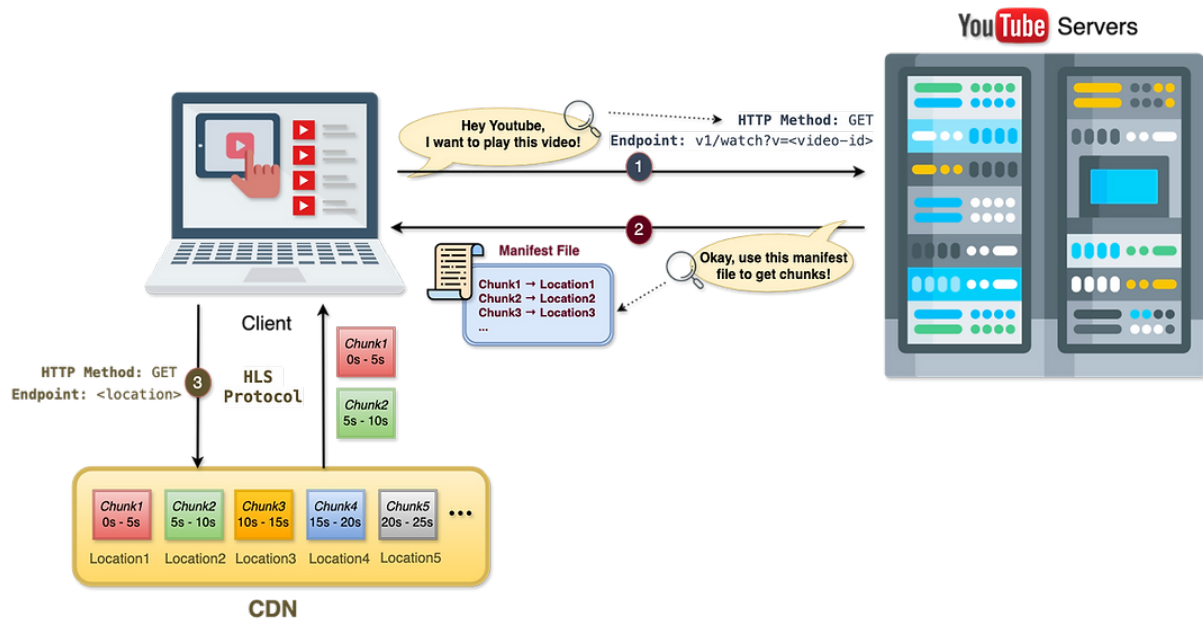 YouTube Servers
Hey Youtube,
I want to play this video!
HTTP Method: GET
Endpoint: v1/watch?v=<video-id>
1
2
Manifest File
Okay, use this manifest
file to get chunks!
Chunk1 → Location1
Chunk2 → Location2
Chunk3 → Location3
...
Client
HTTP Method: GET
Endpoint: <location>
3
HLS
Protocol
Chunk1
0s - 5s
Chunk2
5s - 10s
Chunk1
0s - 5s
Chunk2
5s - 10s
Chunk3
10s - 15s
Chunk4
15s - 20s
Chunk5
20s - 25s
...
Location1
Location2
Location3
Location4
Location5
CDN